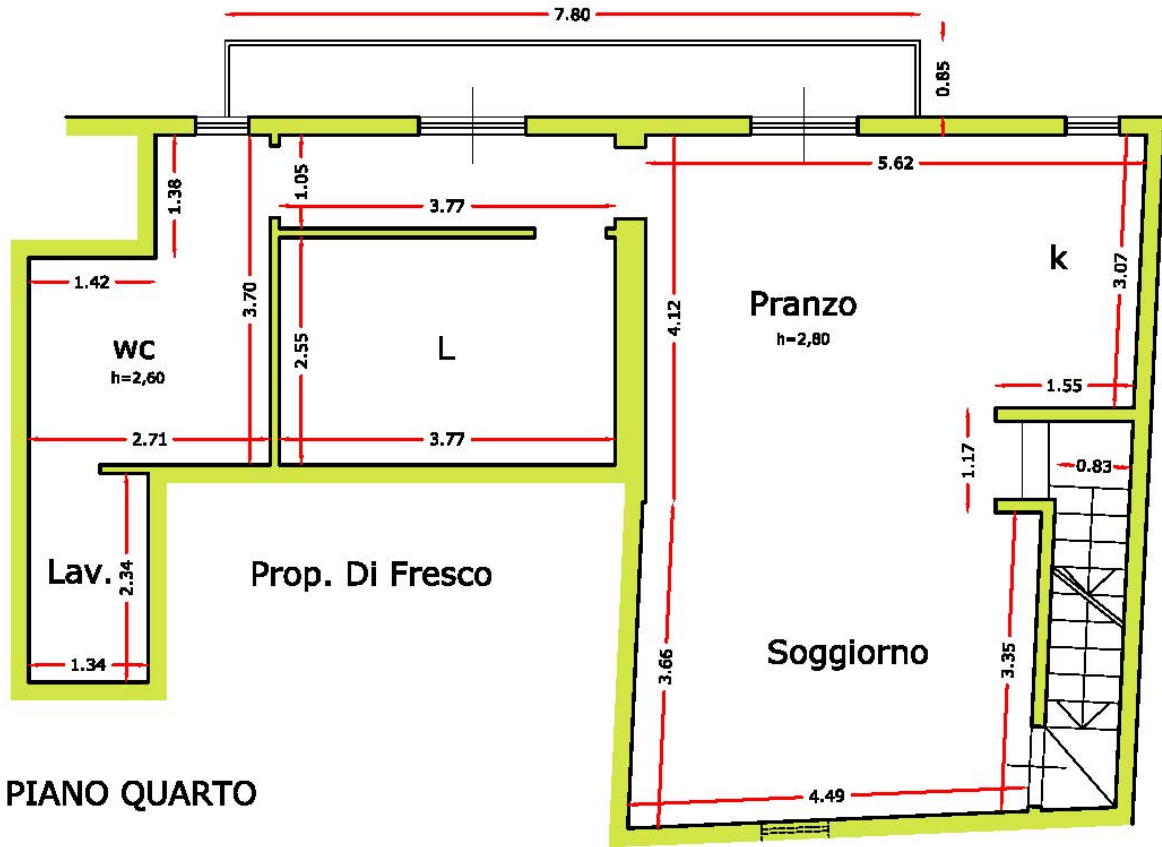 7.80
0.85
1.38
1.05
5.62
3.77
1.42
3.70
4.12
k
3.07
Pranzo
h=2,80
WC
h=2,60
2.55
L
1.55
2.71
3.77
1.17
0.83
Lav.
2.34
Prop. Di Fresco
1.34
3.66
Soggiorno
3.35
4.49
PIANO QUARTO